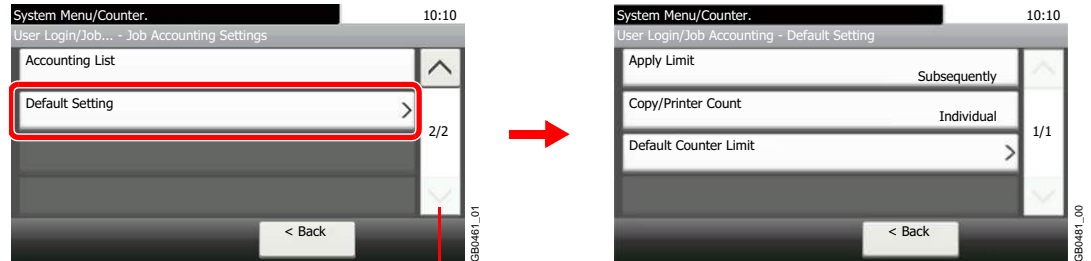 System Menu/Counter.
10:10
User Login/Job... - Job Accounting Settings
Accounting List
Default Setting
2/2
< Back
GB0461_01
System Menu/Counter.
10:10
User Login/Job Accounting - Default Setting
Apply Limit
Subsequently
Copy/Printer Count
Individual
Default Counter Limit
1/1
< Back
GB0481_00